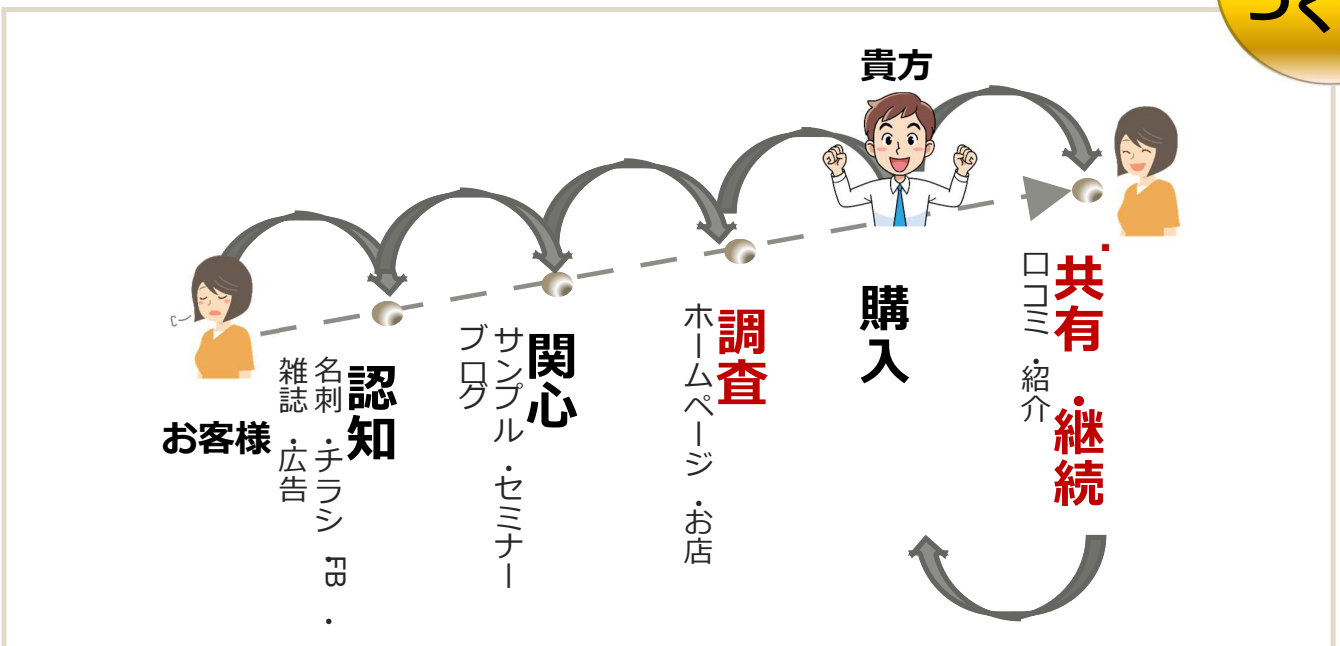 つく
貴方
お客様
認知
名刺・チラシ・FB・
雑誌・広告
関心
サンプル・セミナー
ブログ
調査
ホームページ・お店
購入
共有・継続
口コミ・紹介